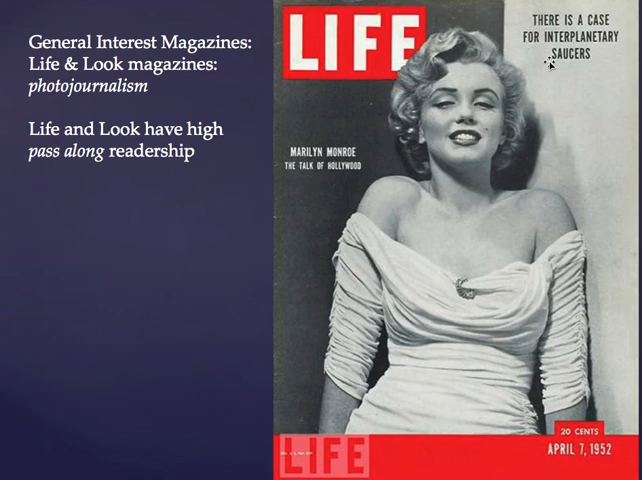 General Interest Magazines:
Life & Look magazines:
photojournalism
Life and Look have high
pass along readership
LIFE
THERE IS A CASE
FOR INTERPLANETARY
SAUCERS
MARILYN MONROE
THE TALK OF HOLLYWOOD
20 CENTS
APRIL 7, 1952
LIFE